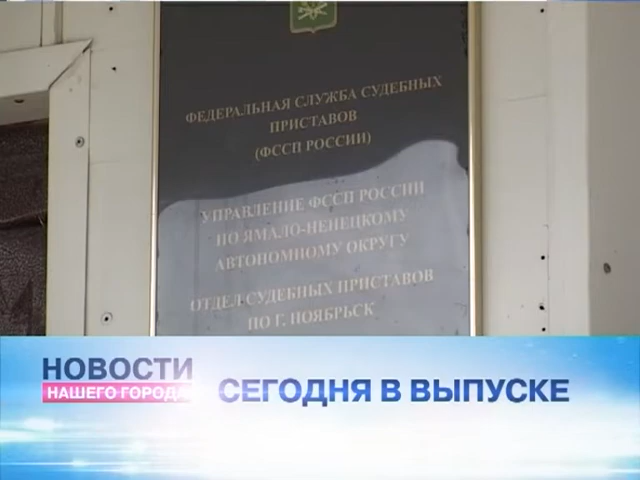 ФЕДЕРАЛЬНАЯ СЛУЖБА СУДЕБНЫХ
ПРИСТАВОВ
(ФССП РОССИИ)
УПРАВЛЕНИЕ ФССП РОССИИ
ПО ЯМАЛО-НЕНЕЦКОМУ
АВТОНОМНОМУ ОКРУГУ
ОТДЕЛ СУДЕБНЫХ ПРИСТАВОВ
ПО Г. НОЯБРЬСК
НОВОСТИ
НАШЕГО ГОРОДА
СЕГОДНЯ В ВЫПУСКЕ